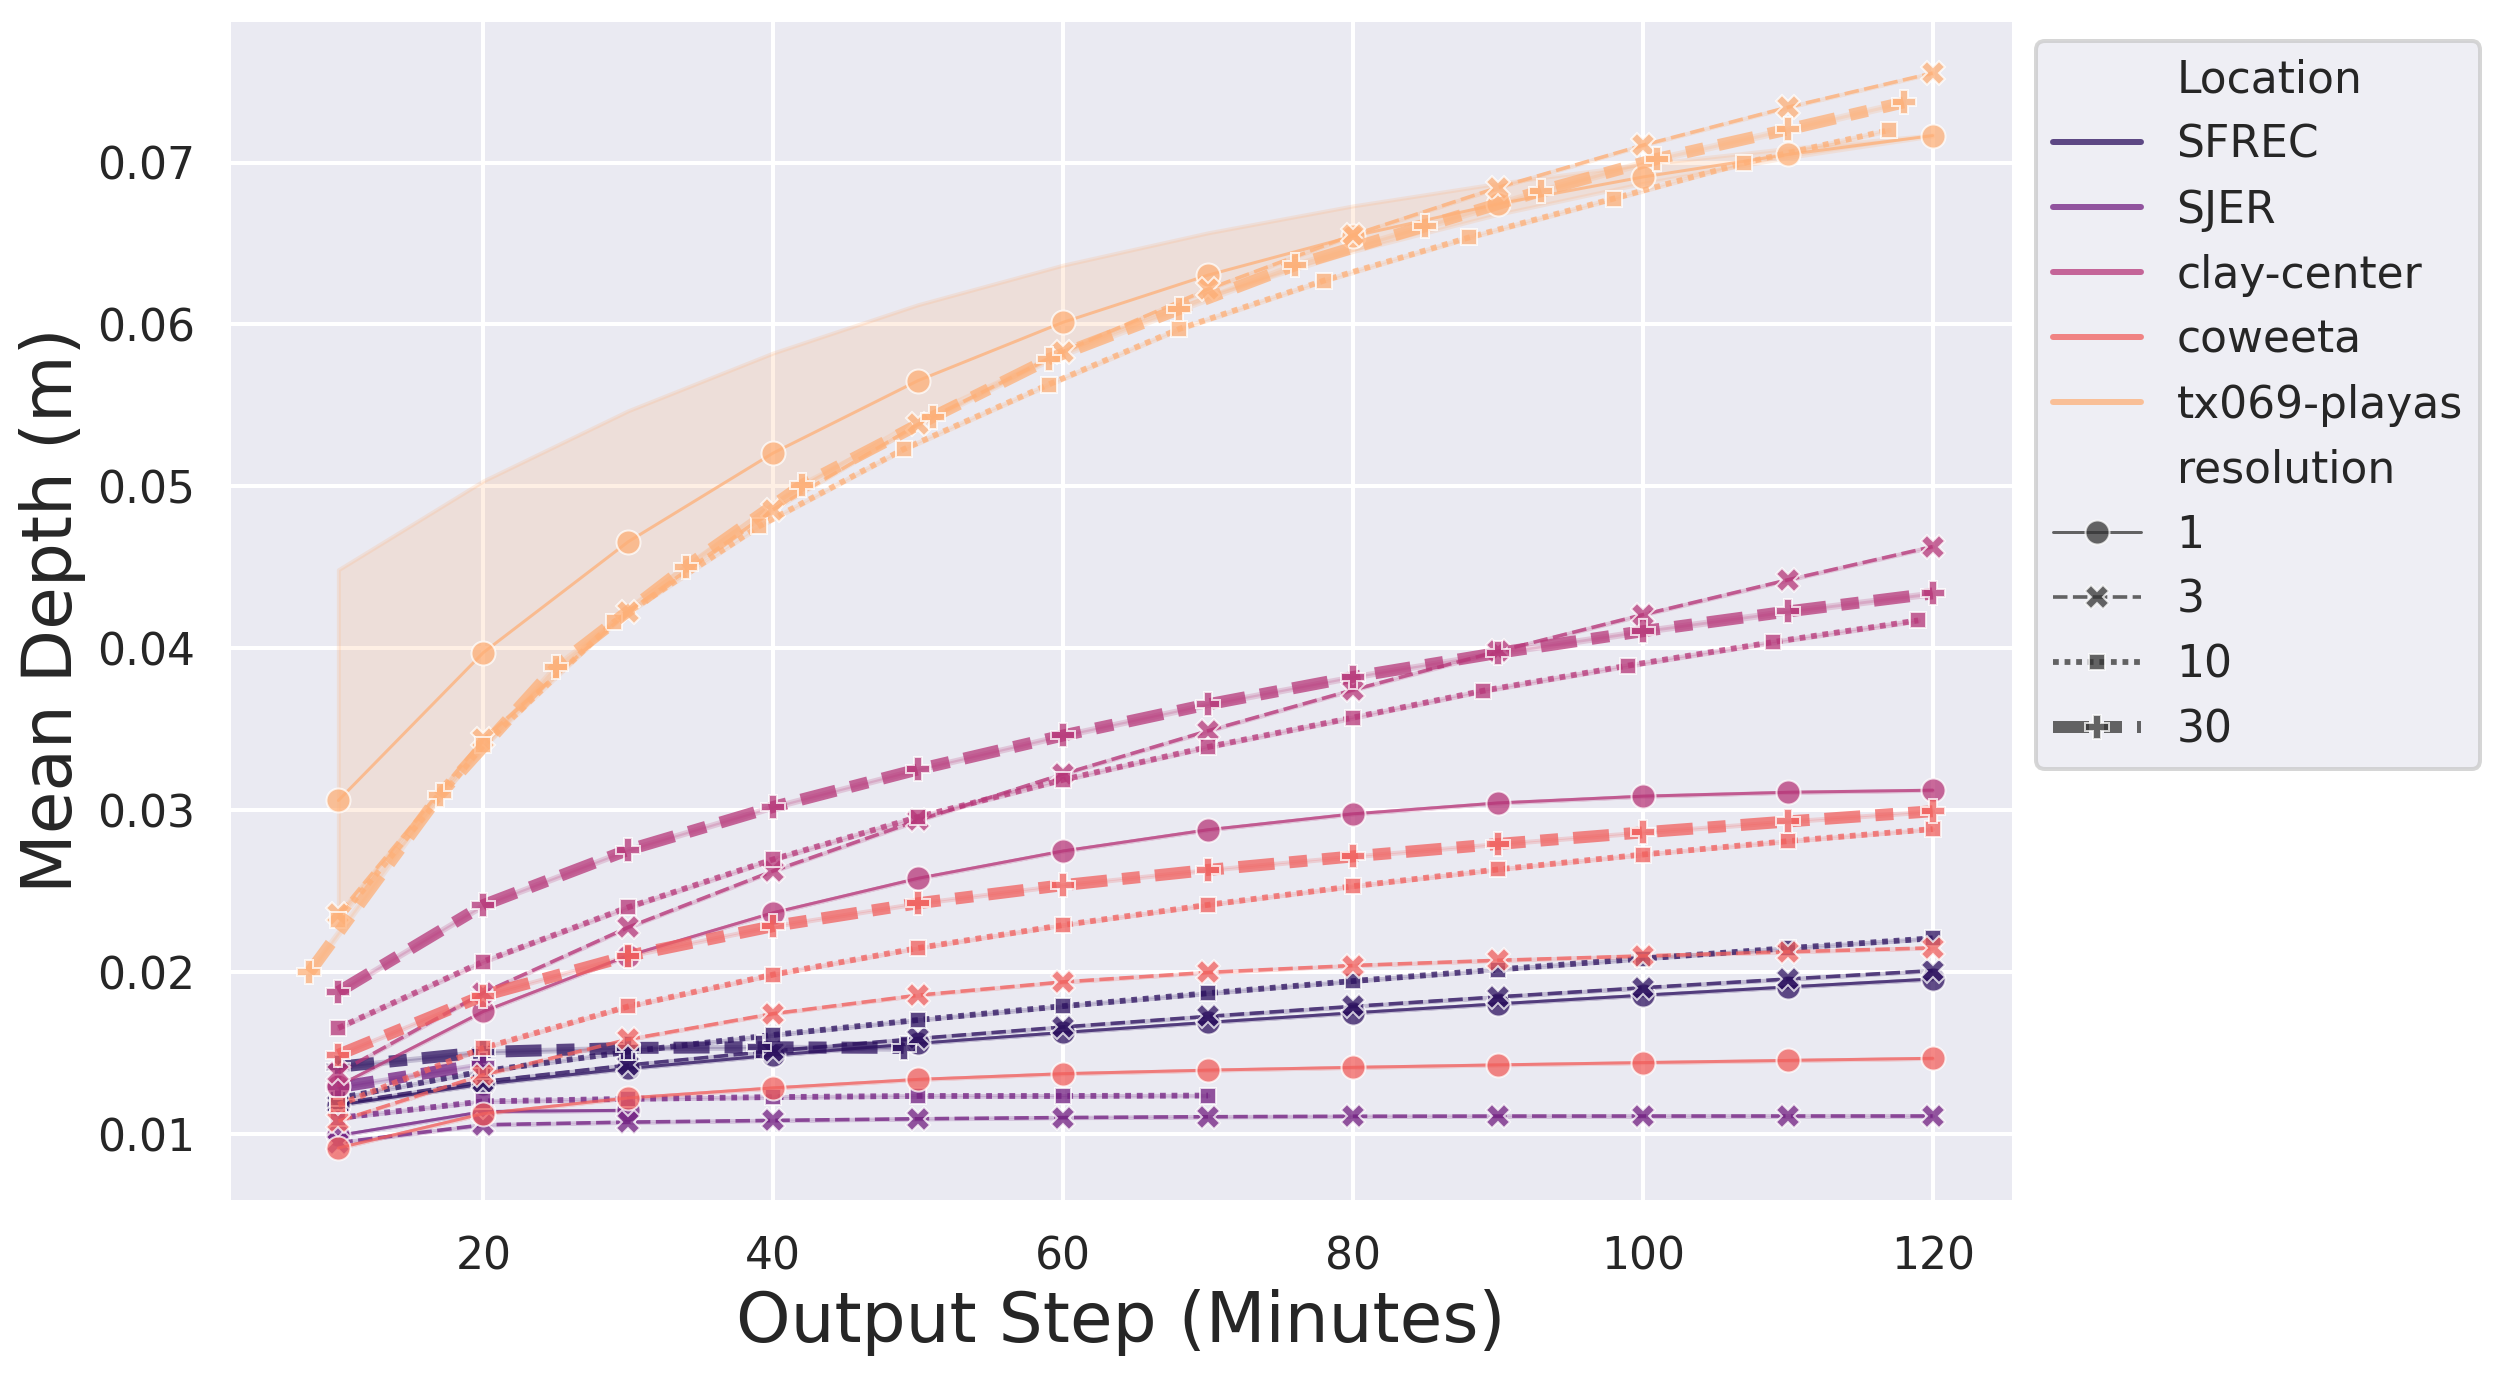 Mean Depth (m)
0.07
0.06
0.05
0.04
0.03
0.02
0.01
20 40 60 80 100 120
Output Step (Minutes)
Location
SFREC
SJER
clay-center
coweeta
tx069-playas
resolution
1
3
10
30